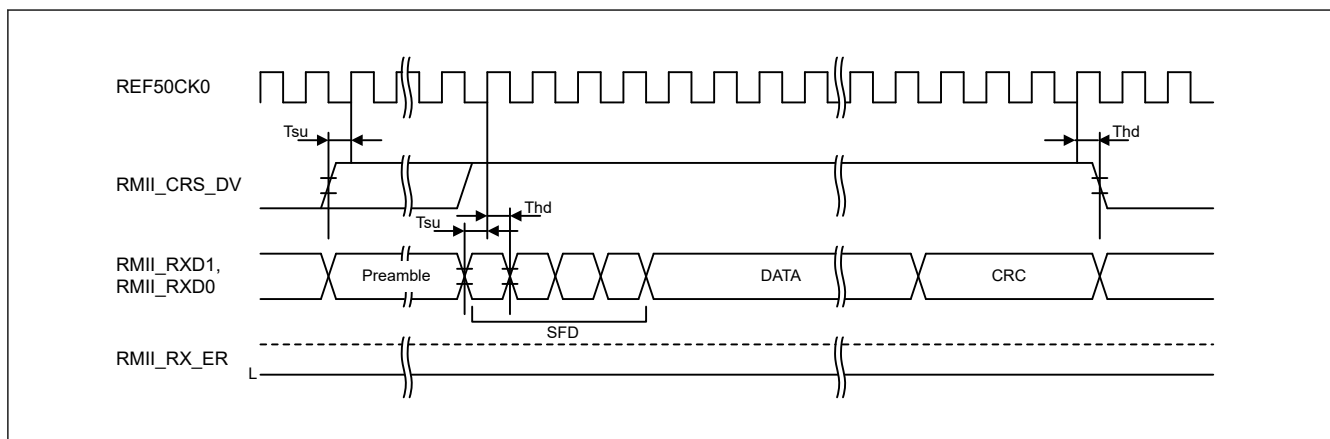 REF50CK0
Tsu
Thd
RMII_CRS_DV
Tsu
Thd
RMII_RXD1,
RMII_RXD0
Preamble
DATA
CRC
SFD
RMII_RX_ER
L